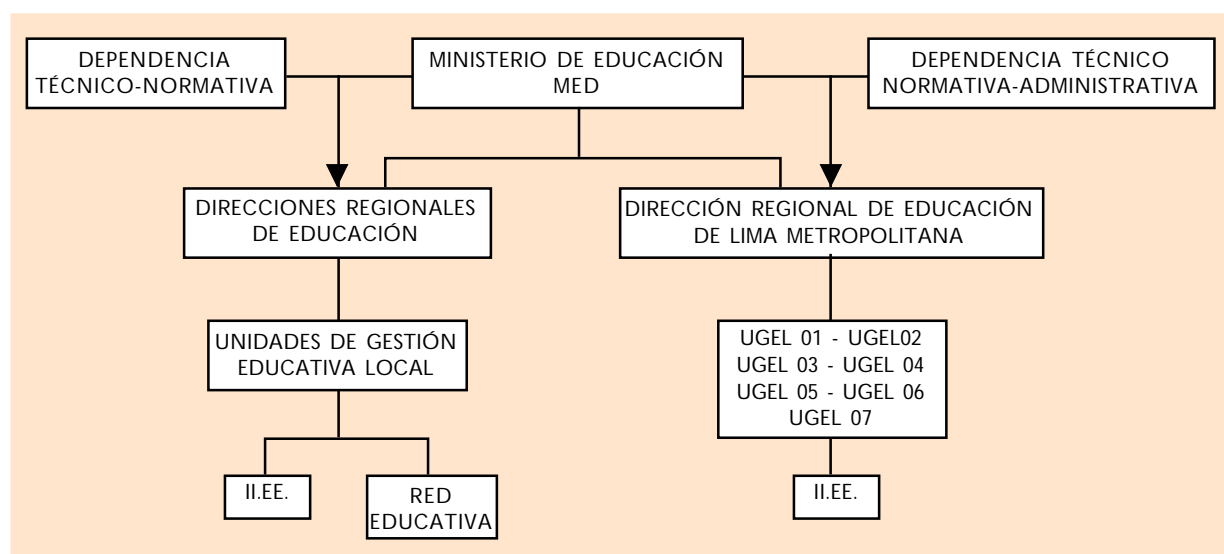 DEPENDENCIA
TÉCNICO-NORMATIVA
MINISTERIO DE EDUCACIÓN
MED
DEPENDENCIA TÉCNICO
NORMATIVA-ADMINISTRATIVA
DIRECCIONES REGIONALES
DE EDUCACIÓN
DIRECCIÓN REGIONAL DE EDUCACIÓN
DE LIMA METROPOLITANA
UNIDADES DE GESTIÓN
EDUCATIVA LOCAL
UGEL 01 - UGEL02
UGEL 03 - UGEL 04
UGEL 05 - UGEL 06
UGEL 07
II.EE.
RED
EDUCATIVA
II.EE.